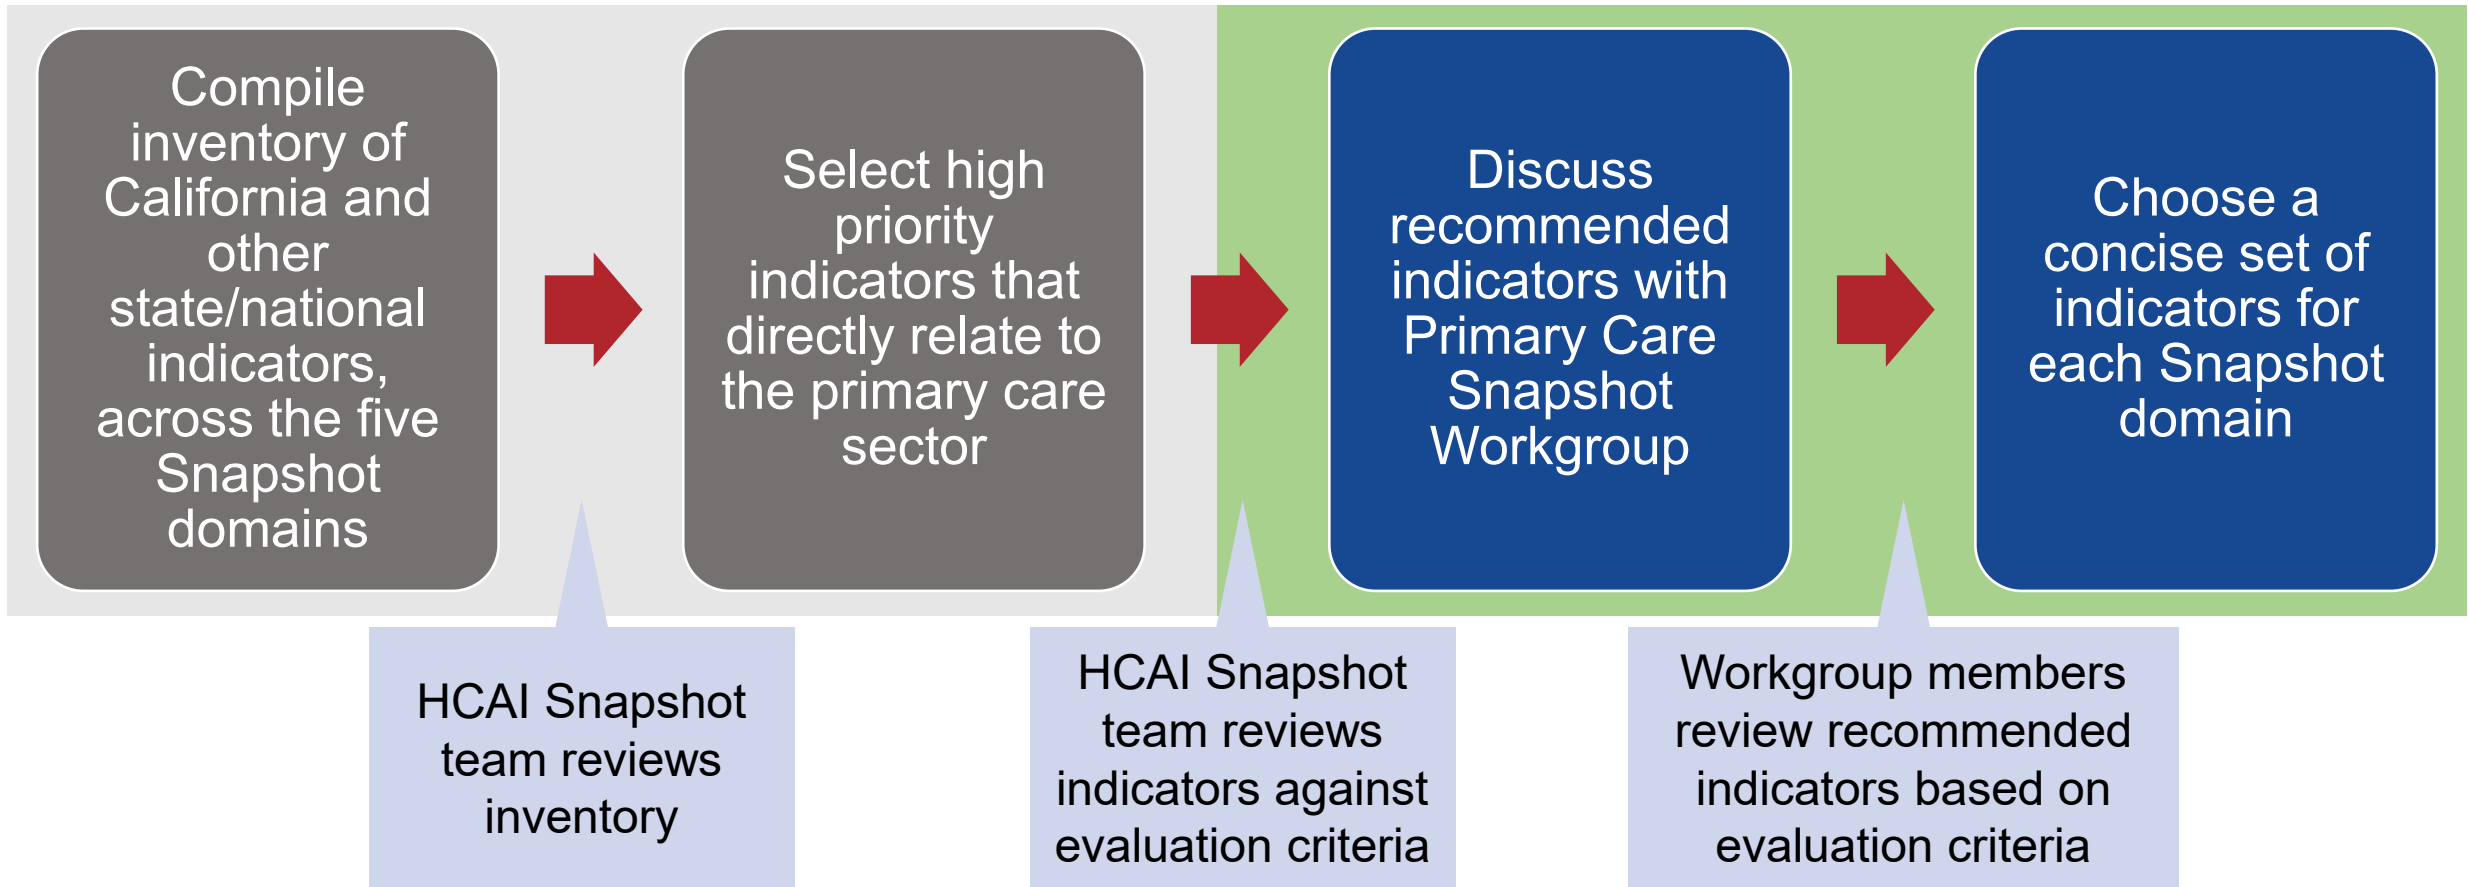 Compile
inventory of
California and
other
state/national
indicators,
across the five
Snapshot
domains
Select high
priority
indicators that
directly relate to
the primary care
sector
Discuss
recommended
indicators with
Primary Care
Snapshot
Workgroup
Choose a
concise set of
indicators for
each Snapshot
domain
HCAI Snapshot
team reviews
inventory
HCAI Snapshot
team reviews
indicators against
evaluation criteria
Workgroup members
review recommended
indicators based on
evaluation criteria